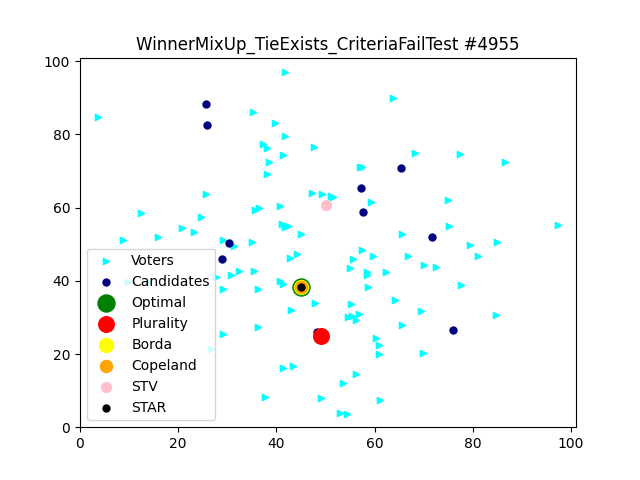 WinnerMixUp_TieExists_CriteriaFailTest #4955
100
80
60
40
20
0
Voters
Candidates
Optimal
Plurality
Borda
Copeland
STV
STAR
0 20 40 60 80 100